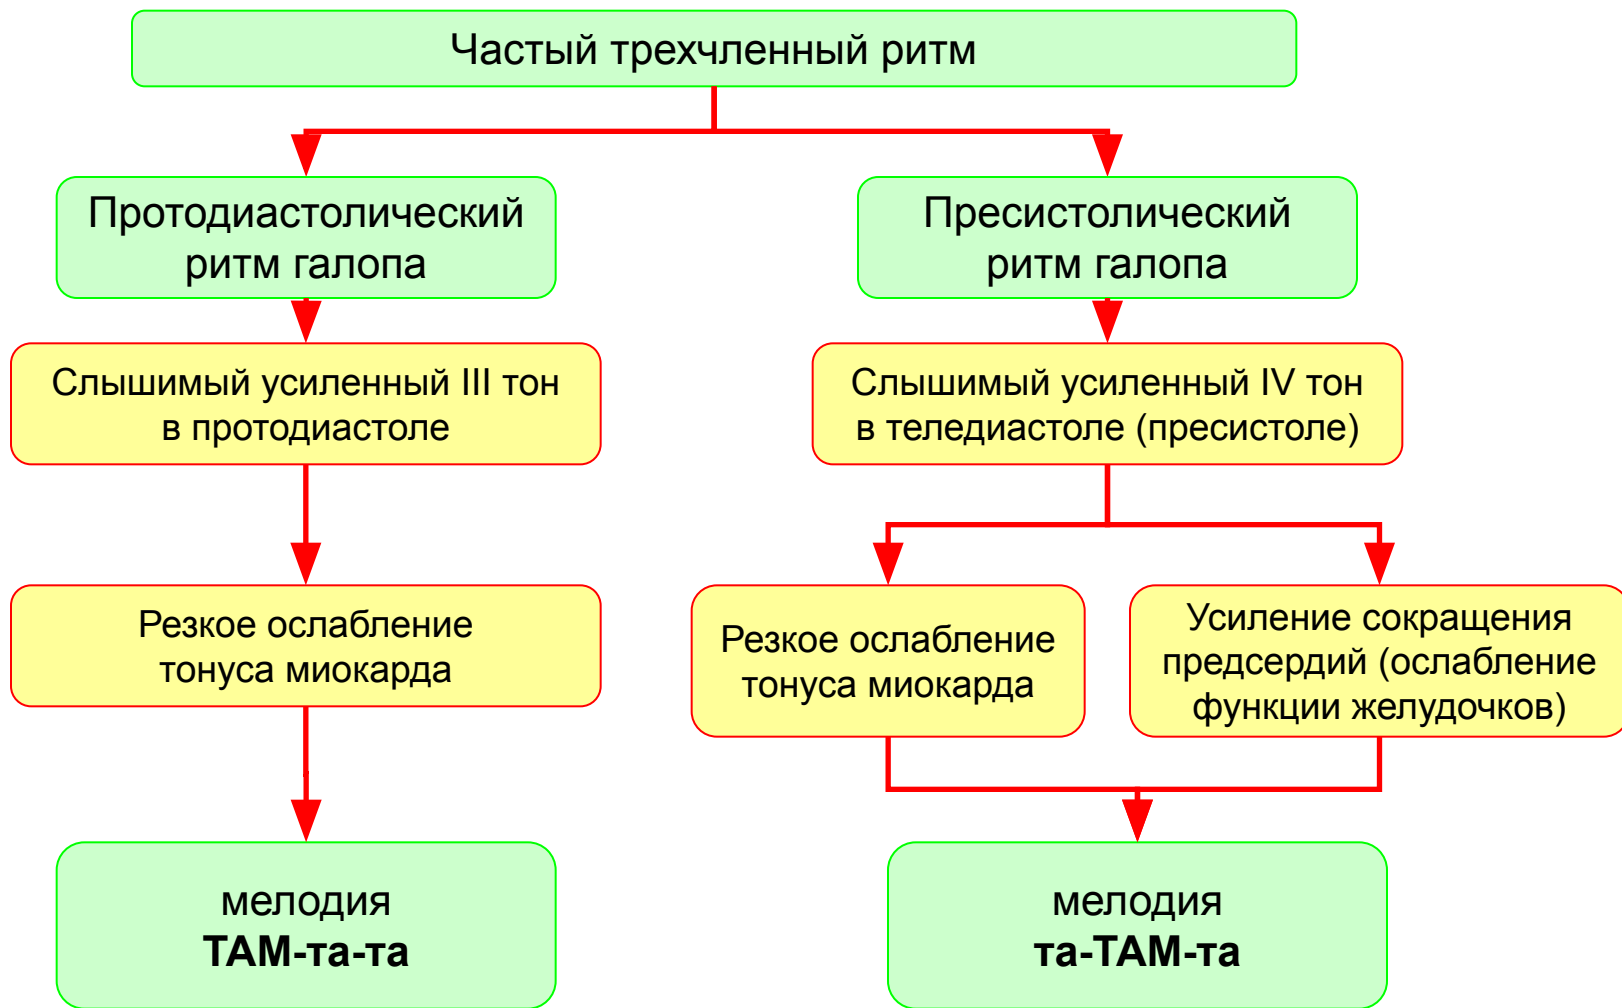 Частый трехчленный ритм
Протодиастолический
ритм галопа
Пресистолический
ритм галопа
Слышимый усиленный III тон
в протодиастоле
Слышимый усиленный IV тон
в теледиастоле (пресистоле)
Резкое ослабление
тонуса миокарда
Резкое ослабление
тонуса миокарда
Усиление сокращения
предсердий (ослабление
функции желудочков)
мелодия
ТАМ-та-та
мелодия
та-ТАМ-та